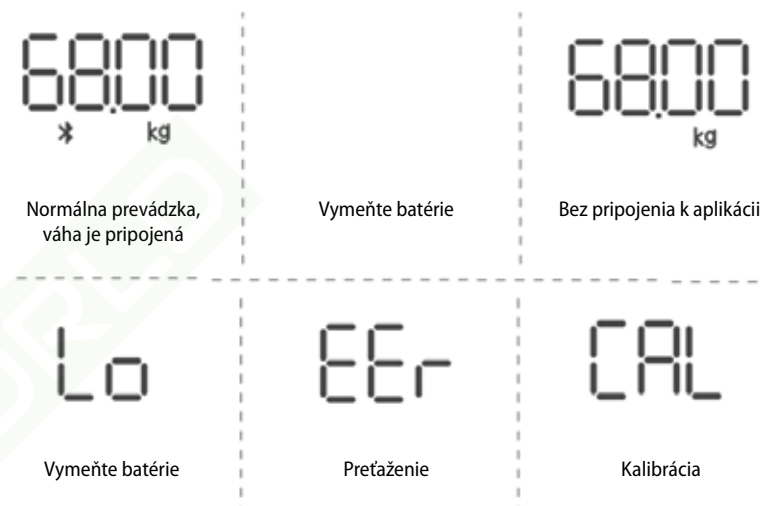 68.00
kg
Normálna prevádzka,
váha je pripojená
Vymeňte batérie
68.00
kg
Bez pripojenia k aplikácii
Lo
Vymeňte batérie
EEr
Preťaženie
CAL
Kalibrácia